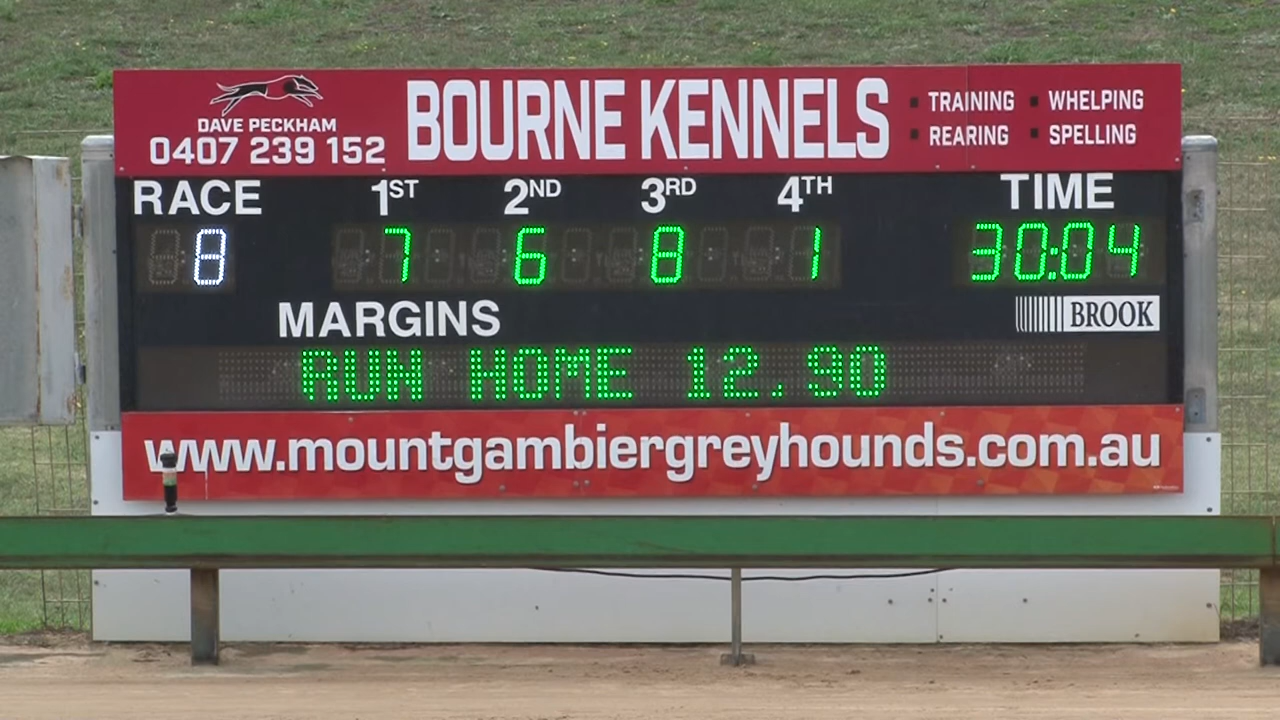 DAVE PECKHAM
0407 239 152
BOURNE KENNELS
▪ TRAINING ▪ WHELPING
▪ REARING ▪ SPELLING
RACE 1ST 2ND 3RD 4TH TIME
8 7 6 8 1 30:04
MARGINS
BROOK
RUN HOME 12.90
www.mountgambiergreyhounds.com.au